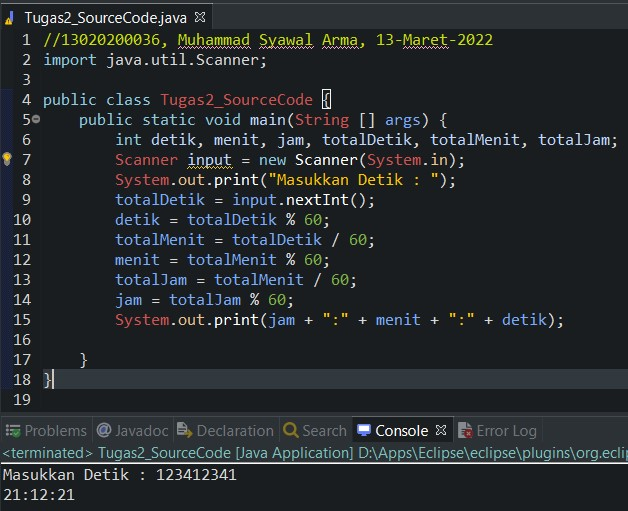 Tugas2_SourceCode.java
1 //13020200036, Muhammad Syawal Arma, 13-Maret-2022
2 import java.util.Scanner;
3
4 public class Tugas2_SourceCode {
5 public static void main(String [] args) {
6 int detik, menit, jam, totalDetik, totalMenit, totalJam;
7 Scanner input = new Scanner(System.in);
8 System.out.print("Masukkan Detik : ");
9 totalDetik = input.nextInt();
10 detik = totalDetik % 60;
11 totalMenit = totalDetik / 60;
12 menit = totalMenit % 60;
13 totalJam = totalMenit / 60;
14 jam = totalJam % 60;
15 System.out.print(jam + ":" + menit + ":" + detik);
16
17 }
18 }
19
Problems @ Javadoc Declaration Search Console Error Log
<terminated> Tugas2_SourceCode [Java Application] D:\Apps\Eclipse\eclipse\plugins\org.ecli
Masukkan Detik : 123412341
21:12:21